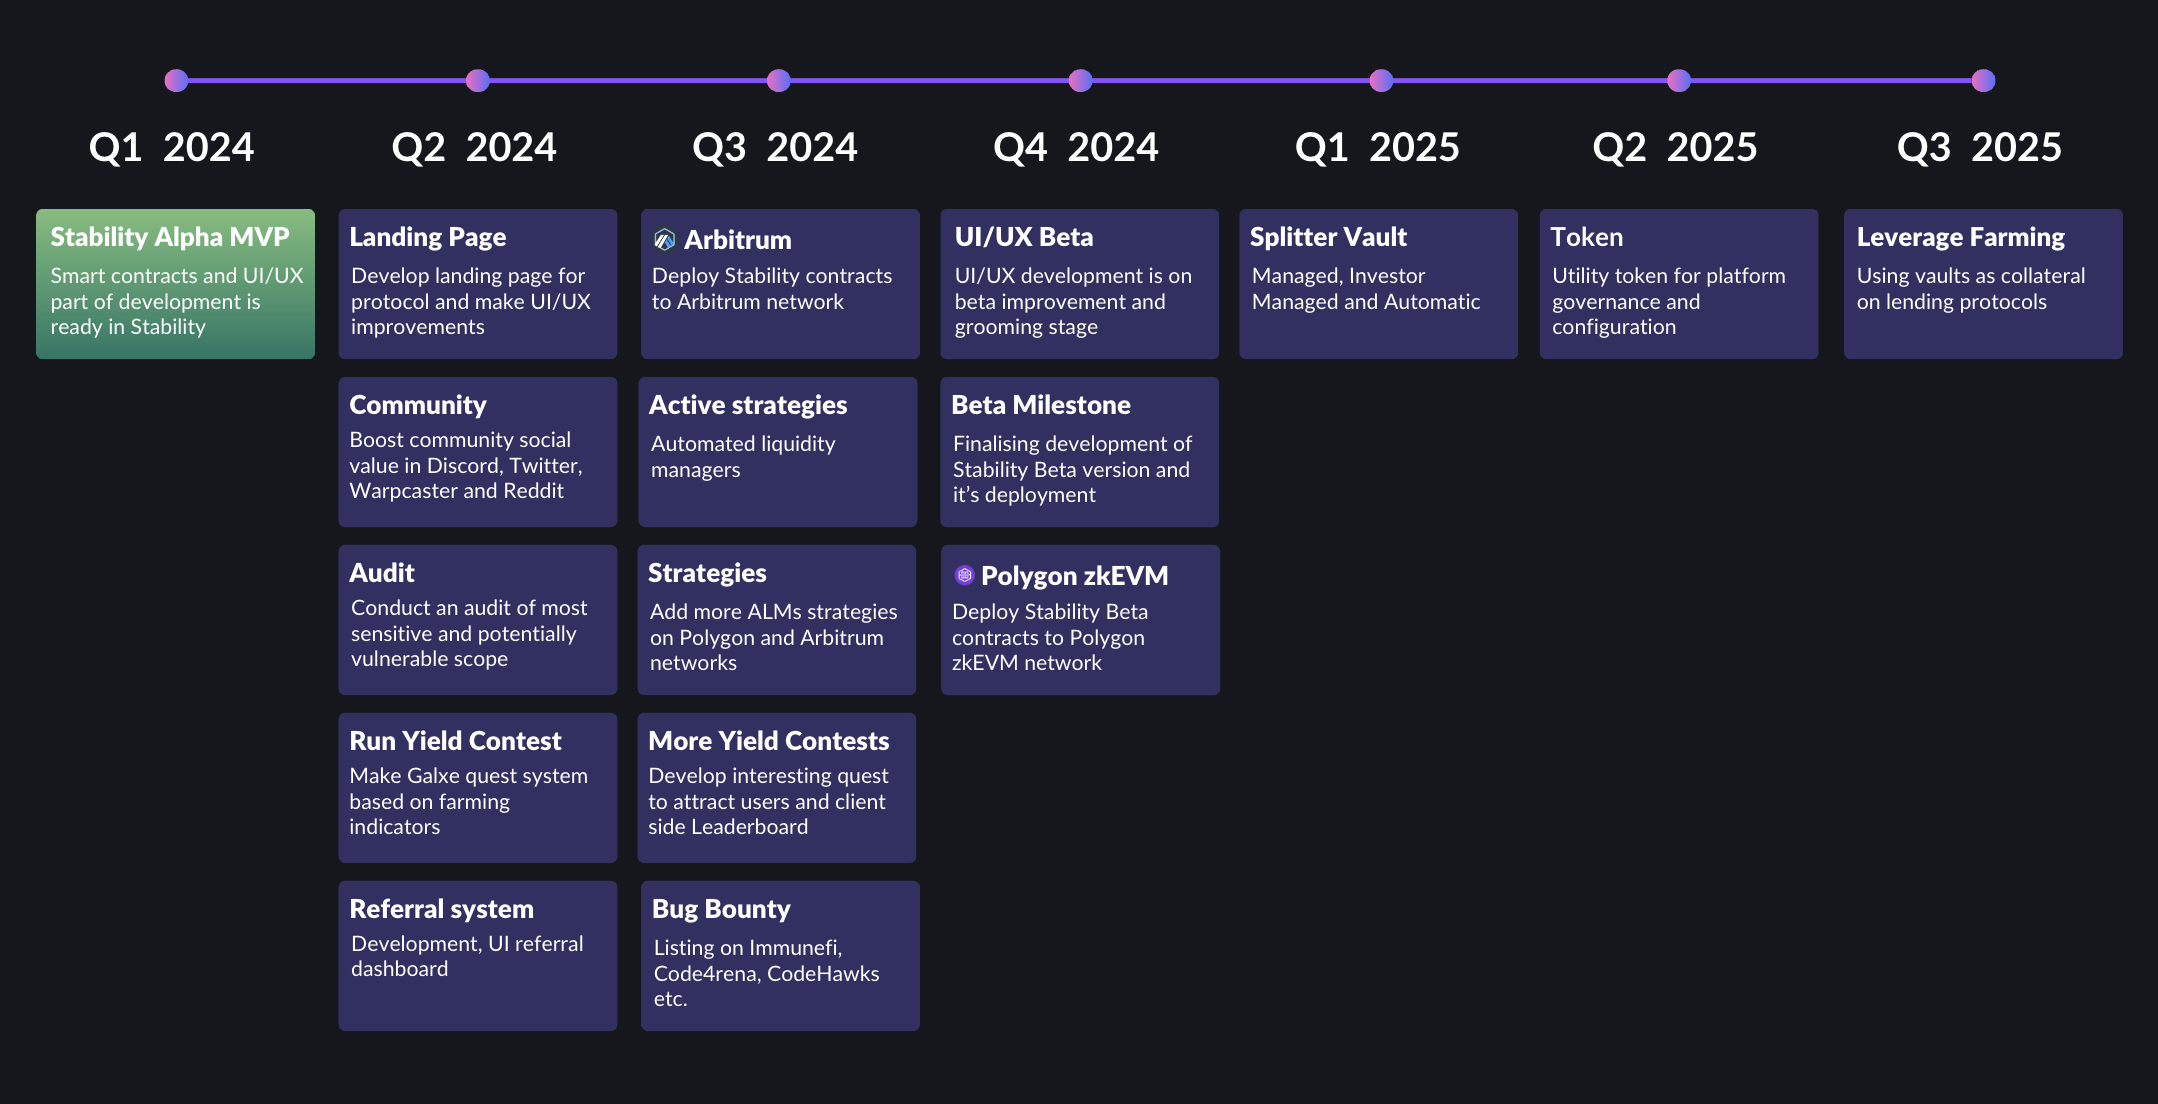 Q1 2024
Q2 2024
Q3 2024
Q4 2024
Q1 2025
Q2 2025
Q3 2025
Stability Alpha MVP
Smart contracts and UI/UX
part of development is
ready in Stability
Landing Page
Develop landing page for
protocol and make UI/UX
improvements
Community
Boost community social
value in Discord, Twitter,
Warpcaster and Reddit
Audit
Conduct an audit of most
sensitive and potentially
vulnerable scope
Run Yield Contest
Make Galxe quest system
based on farming
indicators
Referral system
Development, UI referral
dashboard
Arbitrum
Deploy Stability contracts
to Arbitrum network
Active strategies
Automated liquidity
managers
Strategies
Add more ALMs strategies
on Polygon and Arbitrum
networks
More Yield Contests
Develop interesting quest
to attract users and client
side Leaderboard
Bug Bounty
Listing on Immunefi,
Code4rena, CodeHawks
etc.
UI/UX Beta
UI/UX development is on
beta improvement and
grooming stage
Beta Milestone
Finalising development of
Stability Beta version and
it’s deployment
Polygon zkEVM
Deploy Stability Beta
contracts to Polygon
zkEVM network
Splitter Vault
Managed, Investor
Managed and Automatic
Token
Utility token for platform
governance and
configuration
Leverage Farming
Using vaults as collateral
on lending protocols